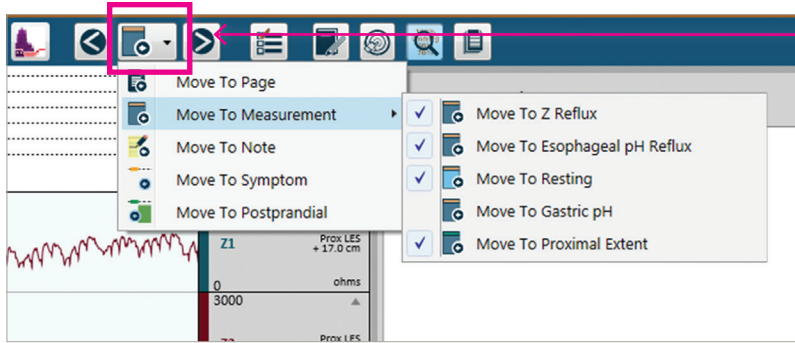 Move To Page
Move To Measurement
Move To Note
Move To Symptom
Move To Postprandial
Move To Z Reflux
Move To Esophageal pH Reflux
Move To Resting
Move To Gastric pH
Move To Proximal Extent
Z1 Prox LES
+ 17.0 cm
0 ohms
3000
Prox LES